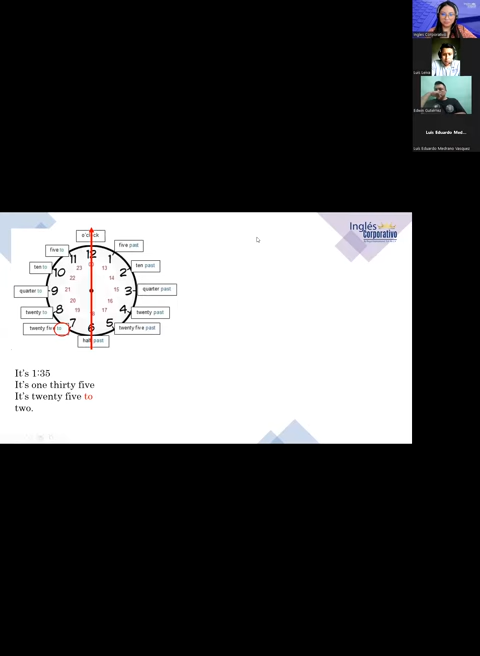 Inglés Corporativo
Luis Leiva
Edwin Gutiérrez
Luis Eduardo Med...
Luis Eduardo Medrano Vasquez
Inglés
Corporativo
o'clock
five to
five past
ten to
ten past
quarter to
quarter past
twenty to
twenty past
twenty five to
twenty five past
half past
12
11
1
10
2
9
3
8
4
7
5
6
23
13
22
14
21
15
20
16
19
17
18
It's 1:35
It's one thirty five
It's twenty five to
two.